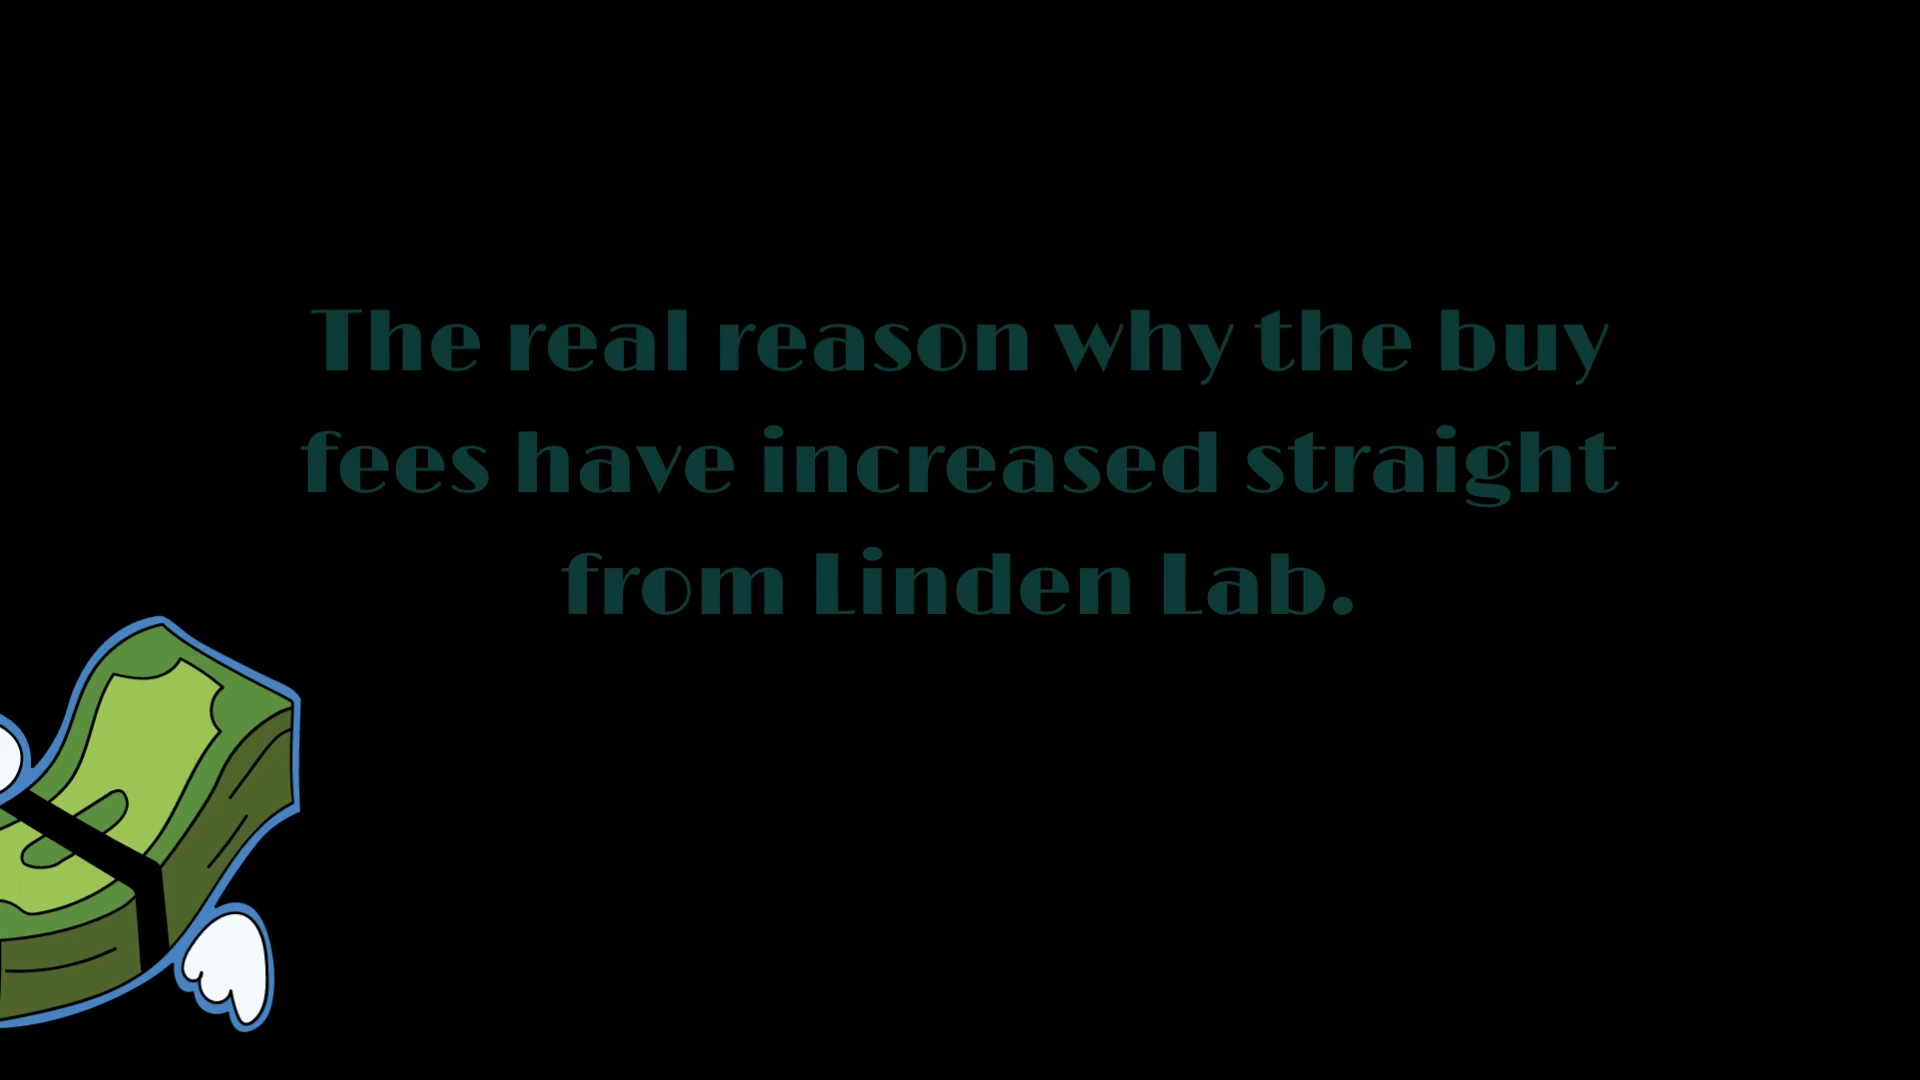 The real reason why the buy
fees have increased straight
from Linden Lab.